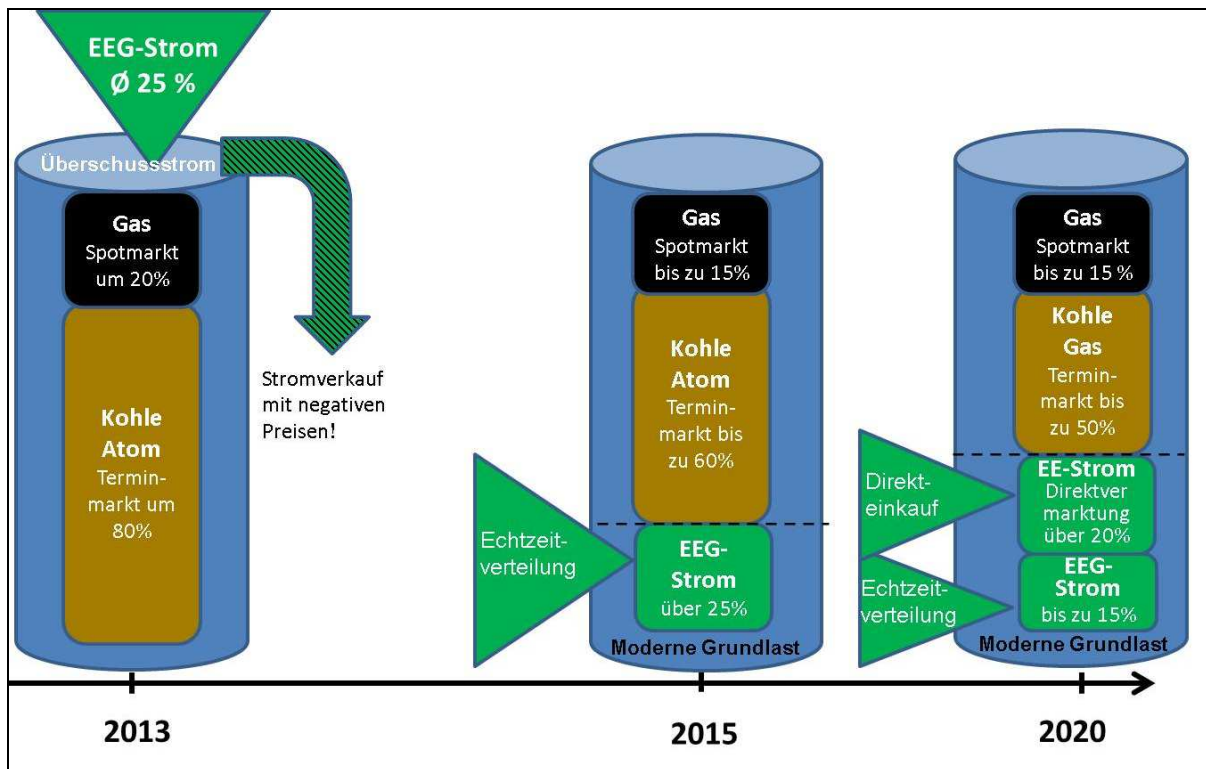 EEG-Strom
Ø 25 %
Überschussstrom
Gas
Spotmarkt
um 20%
Kohle
Atom
Termin-
markt um
80%
Stromverkauf
mit negativen
Preisen!
Echtzeit-
verteilung
Gas
Spotmarkt
bis zu 15%
Kohle
Atom
Termin-
markt bis
zu 60%
EEG-
Strom
über 25%
Moderne Grundlast
Direkt-
einkauf
Echtzeit-
verteilung
Gas
Spotmarkt
bis zu 15 %
Kohle
Gas
Termin-
markt bis
zu 50%
EE-Strom
Direktver
marktung
über 20%
EEG-
Strom
bis zu 15%
Moderne Grundlast
2013
2015
2020